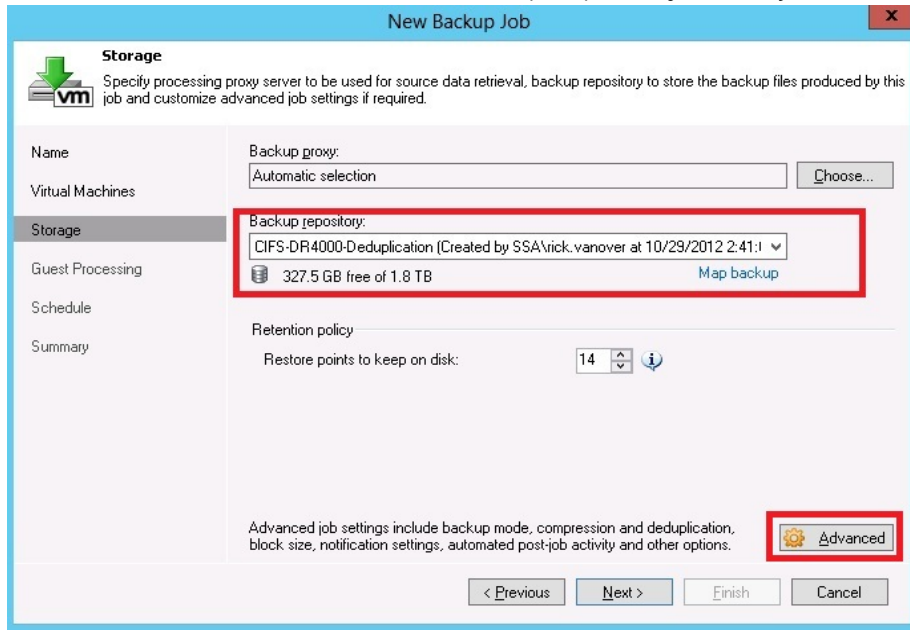 New Backup Job
x
Storage
Specify processing proxy server to be used for source data retrieval, backup repository to store the backup files produced by this
job and customize advanced job settings if required.
vm
Name
Virtual Machines
Storage
Guest Processing
Schedule
Summary
Backup proxy:
Automatic selection
Choose...
Backup repository:
CIFS-DR4000-Deduplication (Created by SSA\rick.vanover at 10/29/2012 2:41:
327.5 GB free of 1.8 TB
Map backup
Retention policy
Restore points to keep on disk:
14
Advanced job settings include backup mode, compression and deduplication,
block size, notification settings, automated post-job activity and other options.
Advanced
< Previous
Next >
Finish
Cancel